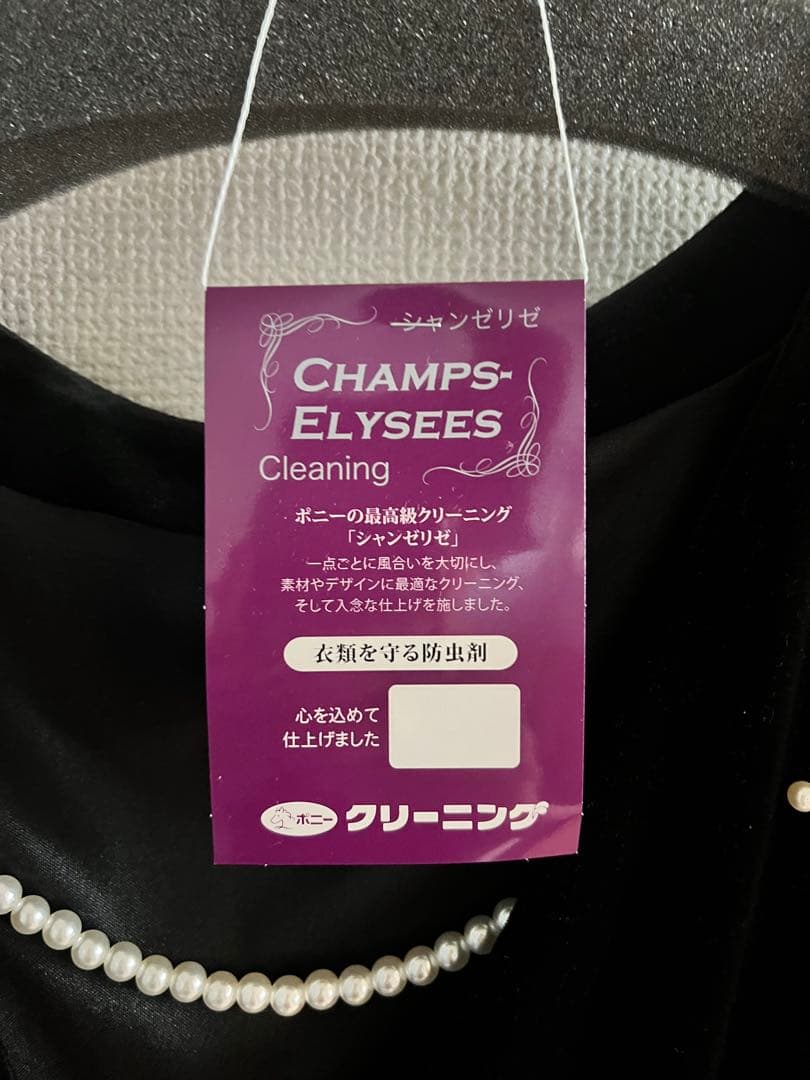 シャンゼリゼ
CHAMPS-
ELYSEES
Cleaning
ポニーの最高級クリーニング
「シャンゼリゼ」
一点ごとに風合いを大切にし、
素材やデザインに最適なクリーニング、
そして入念な仕上げを施しました。
衣類を守る防虫剤
心を込めて
仕上げました
ポニー クリーニング